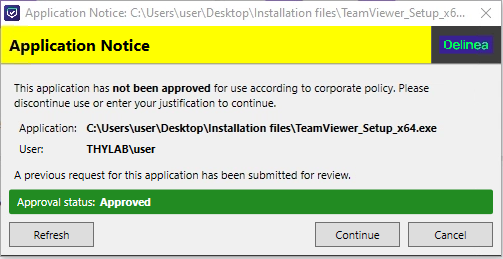 Application Notice: C:\Users\user\Desktop\Installation files\TeamViewer_Setup_x6...
Application Notice
Delinea
This application has not been approved for use according to corporate policy. Please
discontinue use or enter your justification to continue.
Application: C:\Users\user\Desktop\Installation files\TeamViewer_Setup_x64.exe
User: THYLAB\user
A previous request for this application has been submitted for review.
Approval status: Approved
Refresh Continue Cancel